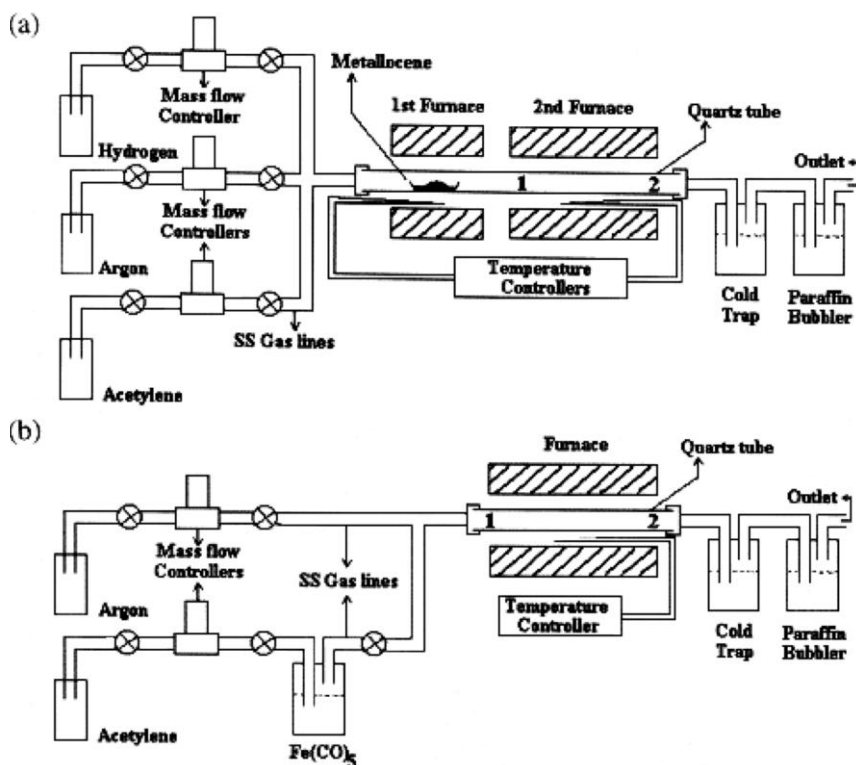 (a)
Metallocene
Mass flow
Controller
1st Furnace
2nd Furnace
Quartz tube
Hydrogen
Outlet
1
2
Mass flow
Controllers
Argon
Temperature
Controllers
Cold
Trap
Paraffin
Bubbler
SS Gas lines
Acetylene
(b)
Furnace
Quartz tube
Outlet
1
2
Mass flow
Controllers
SS Gas lines
Argon
Temperature
Controller
Cold
Trap
Paraffin
Bubbler
Acetylene
Fe(CO)5